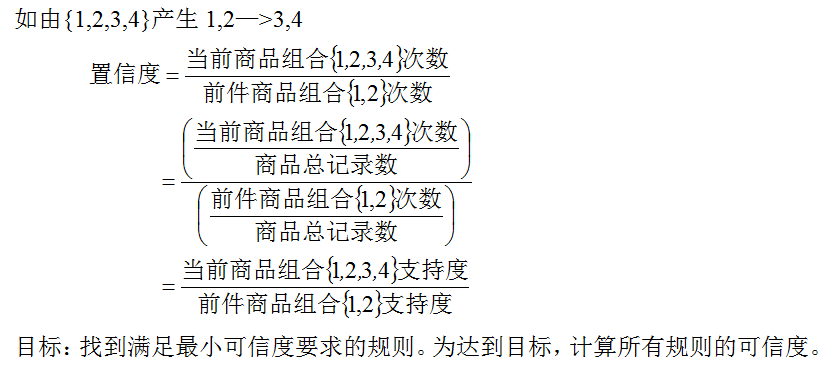 如由{1,2,3,4}产生 1,2—>3,4
置信度 = 当前商品组合{1,2,3,4}次数
前件商品组合{1,2}次数
= (当前商品组合{1,2,3,4}次数
商品总记录数)
(前件商品组合{1,2}次数
商品总记录数)
= 当前商品组合{1,2,3,4}支持度
前件商品组合{1,2}支持度
目标：找到满足最小可信度要求的规则。为达到目标，计算所有规则的可信度。